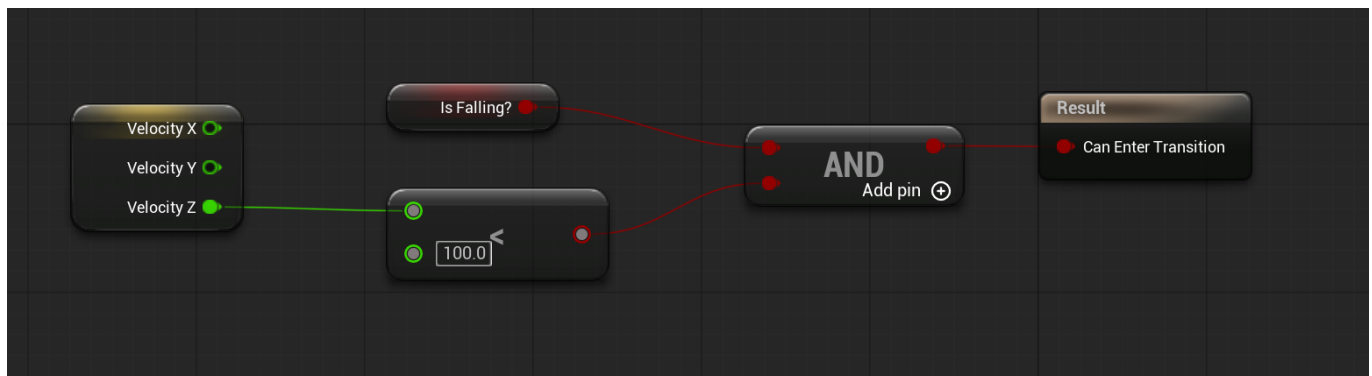 Velocity X
Velocity Y
Velocity Z
Is Falling?
<
100.0
AND
Add pin
Result
Can Enter Transition